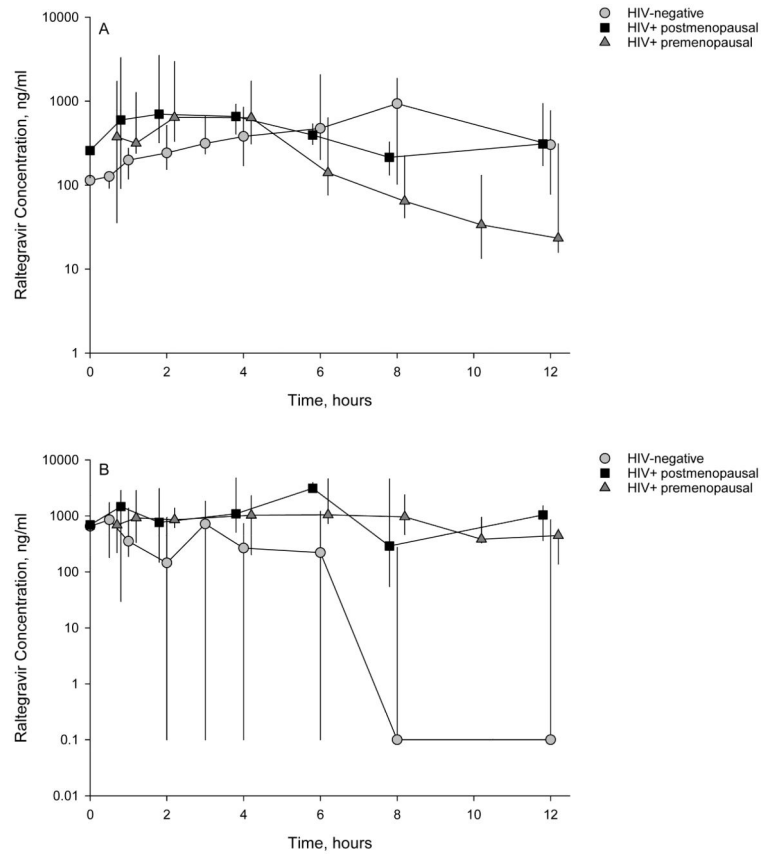 A
HIV-negative
HIV+ postmenopausal
HIV+ premenopausal
10000
1000
100
10
1
Raltegravir Concentration, ng/ml
0 2 4 6 8 10 12
Time, hours
B
HIV-negative
HIV+ postmenopausal
HIV+ premenopausal
10000
1000
100
10
1
0.1
0.01
Raltegravir Concentration, ng/ml
0 2 4 6 8 10 12
Time, hours